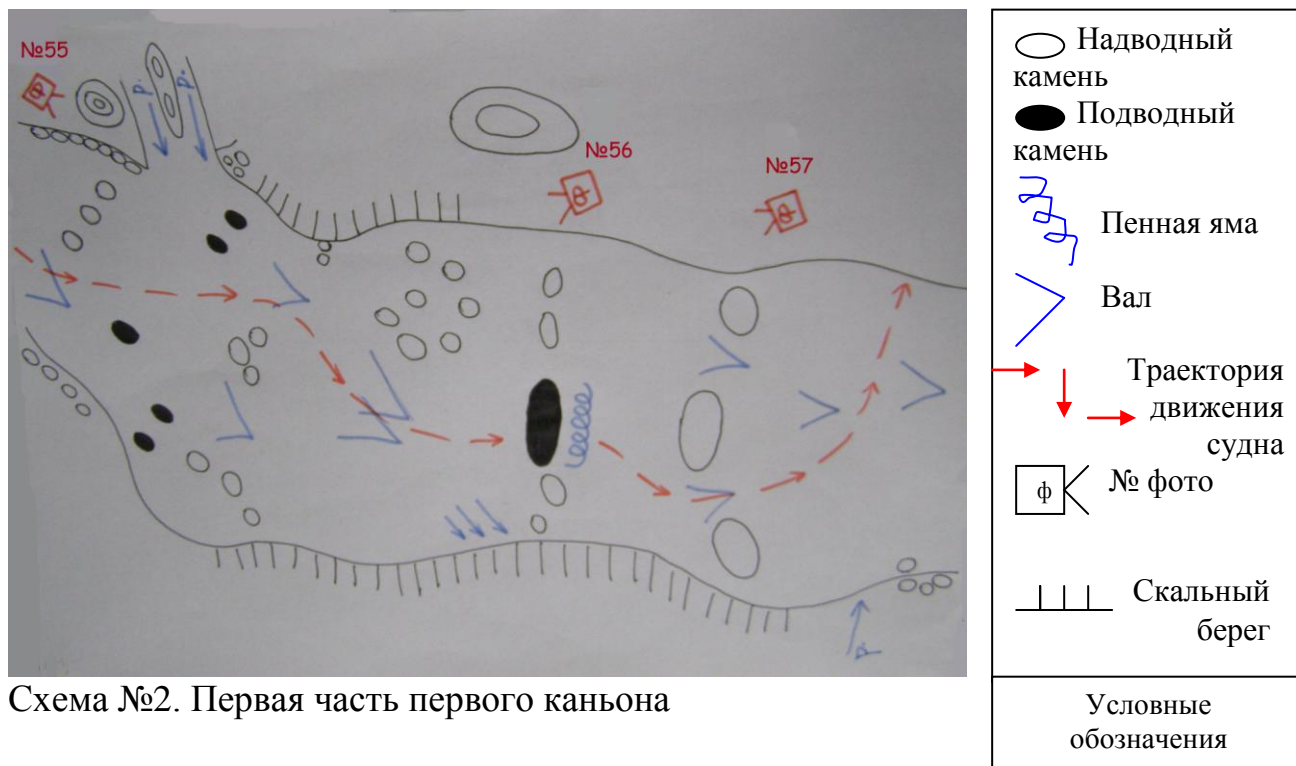 №55
р.
р.
№56
№57
ф
ф
ф
р.
Схема №2. Первая часть первого каньона
Надводный
камень
Подводный
камень
Пенная яма
Вал
Траектория
движения
судна
ф
№ фото
Скальный
берег
Условные
обозначения